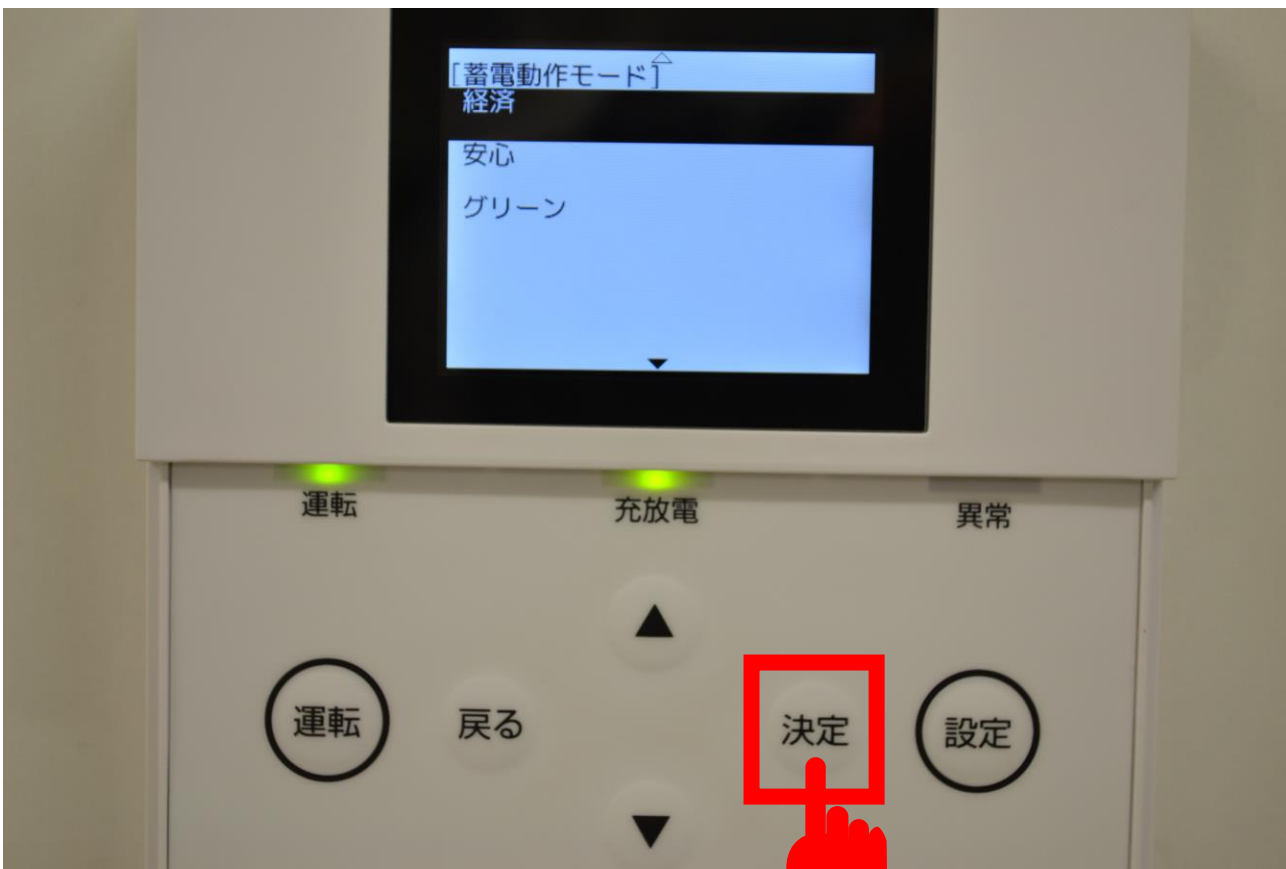 [蓄電動作モード]
経済
安心
グリーン
運転 充放電 異常
運転 戻る 決定 設定